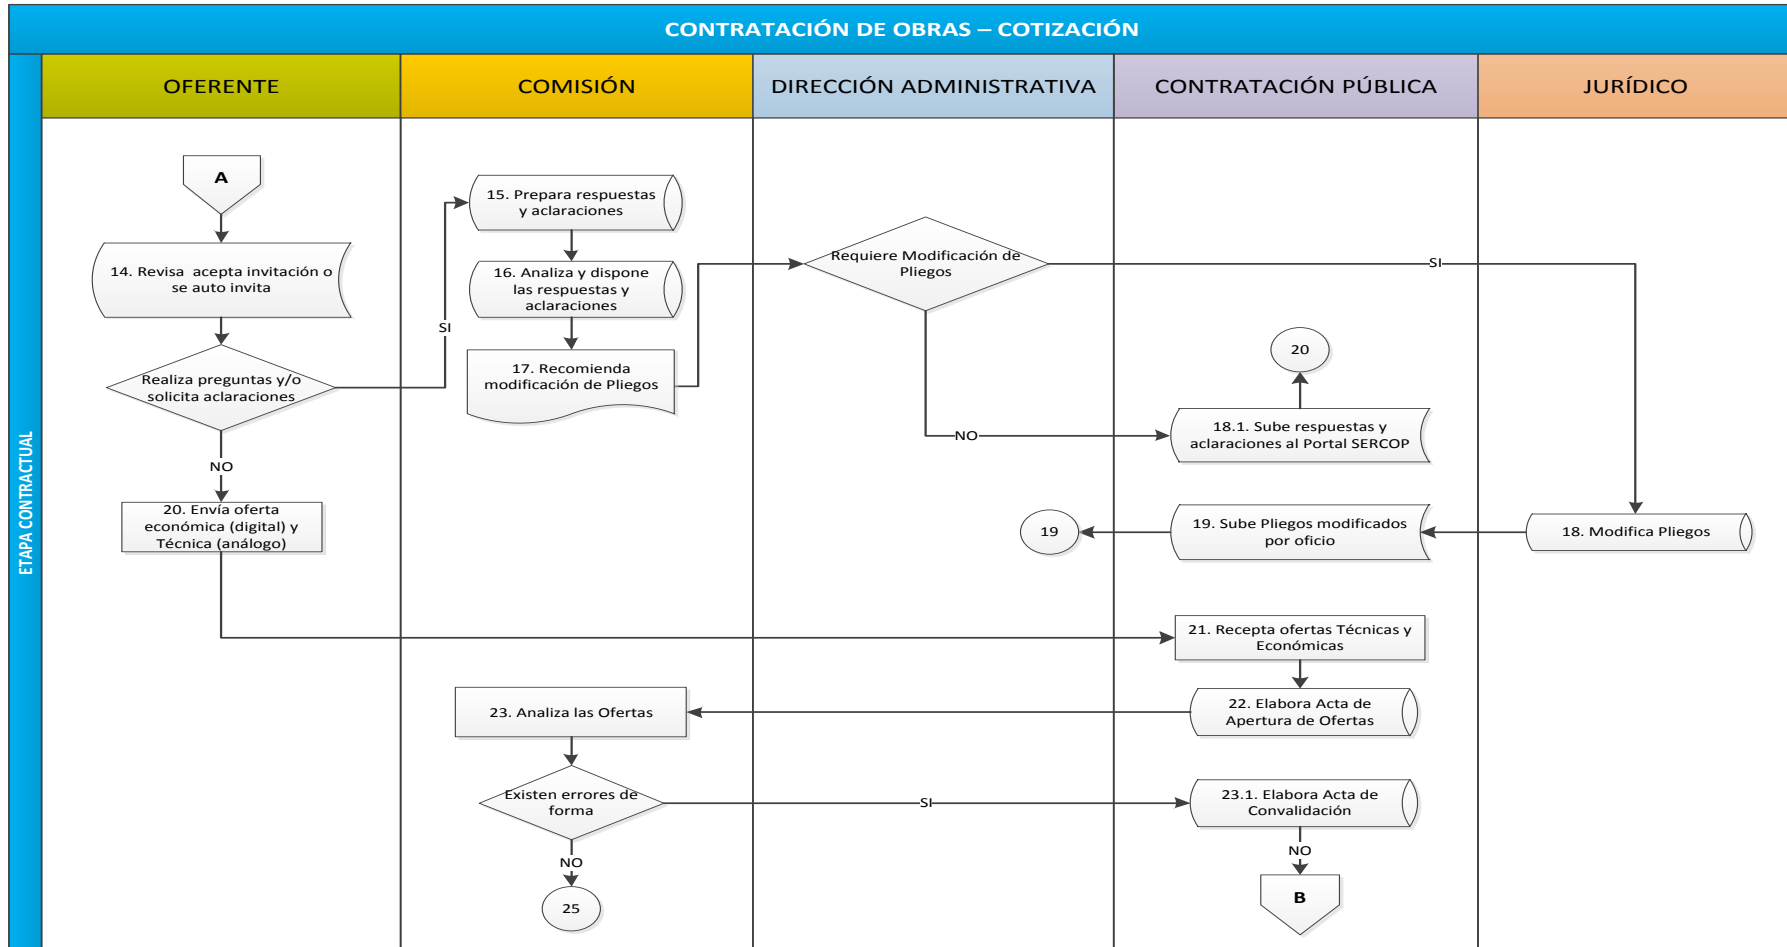 CONTRATACIÓN DE OBRAS – COTIZACIÓN
OFERENTE
COMISIÓN
DIRECCIÓN ADMINISTRATIVA
CONTRATACIÓN PÚBLICA
JURÍDICO
ETAPA CONTRACTUAL
A
14. Revisa acepta invitación o
se auto invita
Realiza preguntas y/o
solicita aclaraciones
SI
NO
15. Prepara respuestas
y aclaraciones
16. Analiza y dispone
las respuestas y
aclaraciones
17. Recomienda
modificación de Pliegos
Requiere Modificación de
Pliegos
SI
NO
20
18.1. Sube respuestas y
aclaraciones al Portal SERCOP
18. Modifica Pliegos
19. Sube Pliegos modificados
por oficio
19
20. Envía oferta
económica (digital) y
Técnica (análogo)
21. Recepta ofertas Técnicas y
Económicas
22. Elabora Acta de
Apertura de Ofertas
23. Analiza las Ofertas
Existen errores de
forma
SI
NO
25
23.1. Elabora Acta de
Convalidación
NO
B